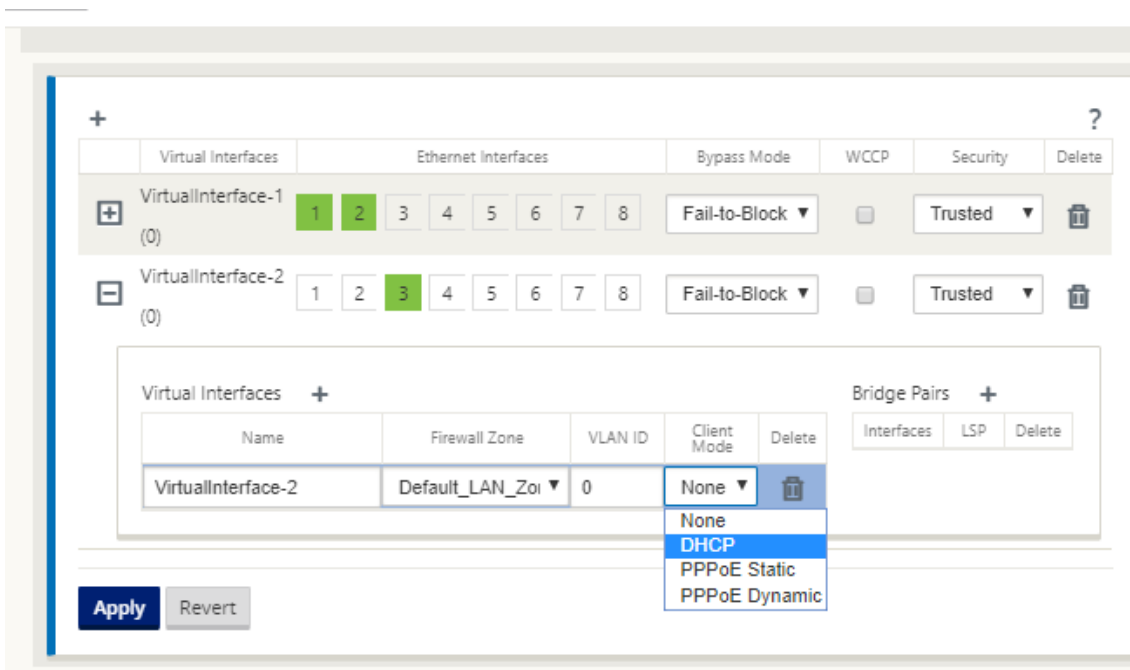 + ?
Virtual Interfaces Ethernet Interfaces Bypass Mode WCCP Security Delete
VirtualInterface-1
(0)
1 2 3 4 5 6 7 8 Fail-to-Block Trusted
VirtualInterface-2
(0)
1 2 3 4 5 6 7 8 Fail-to-Block Trusted
Virtual Interfaces + Bridge Pairs +
Name Firewall Zone VLAN ID Client Mode Delete Interfaces LSP Delete
VirtualInterface-2 Default_LAN_Zo 0 None
None
DHCP
PPPoE Static
PPPoE Dynamic
Apply Revert